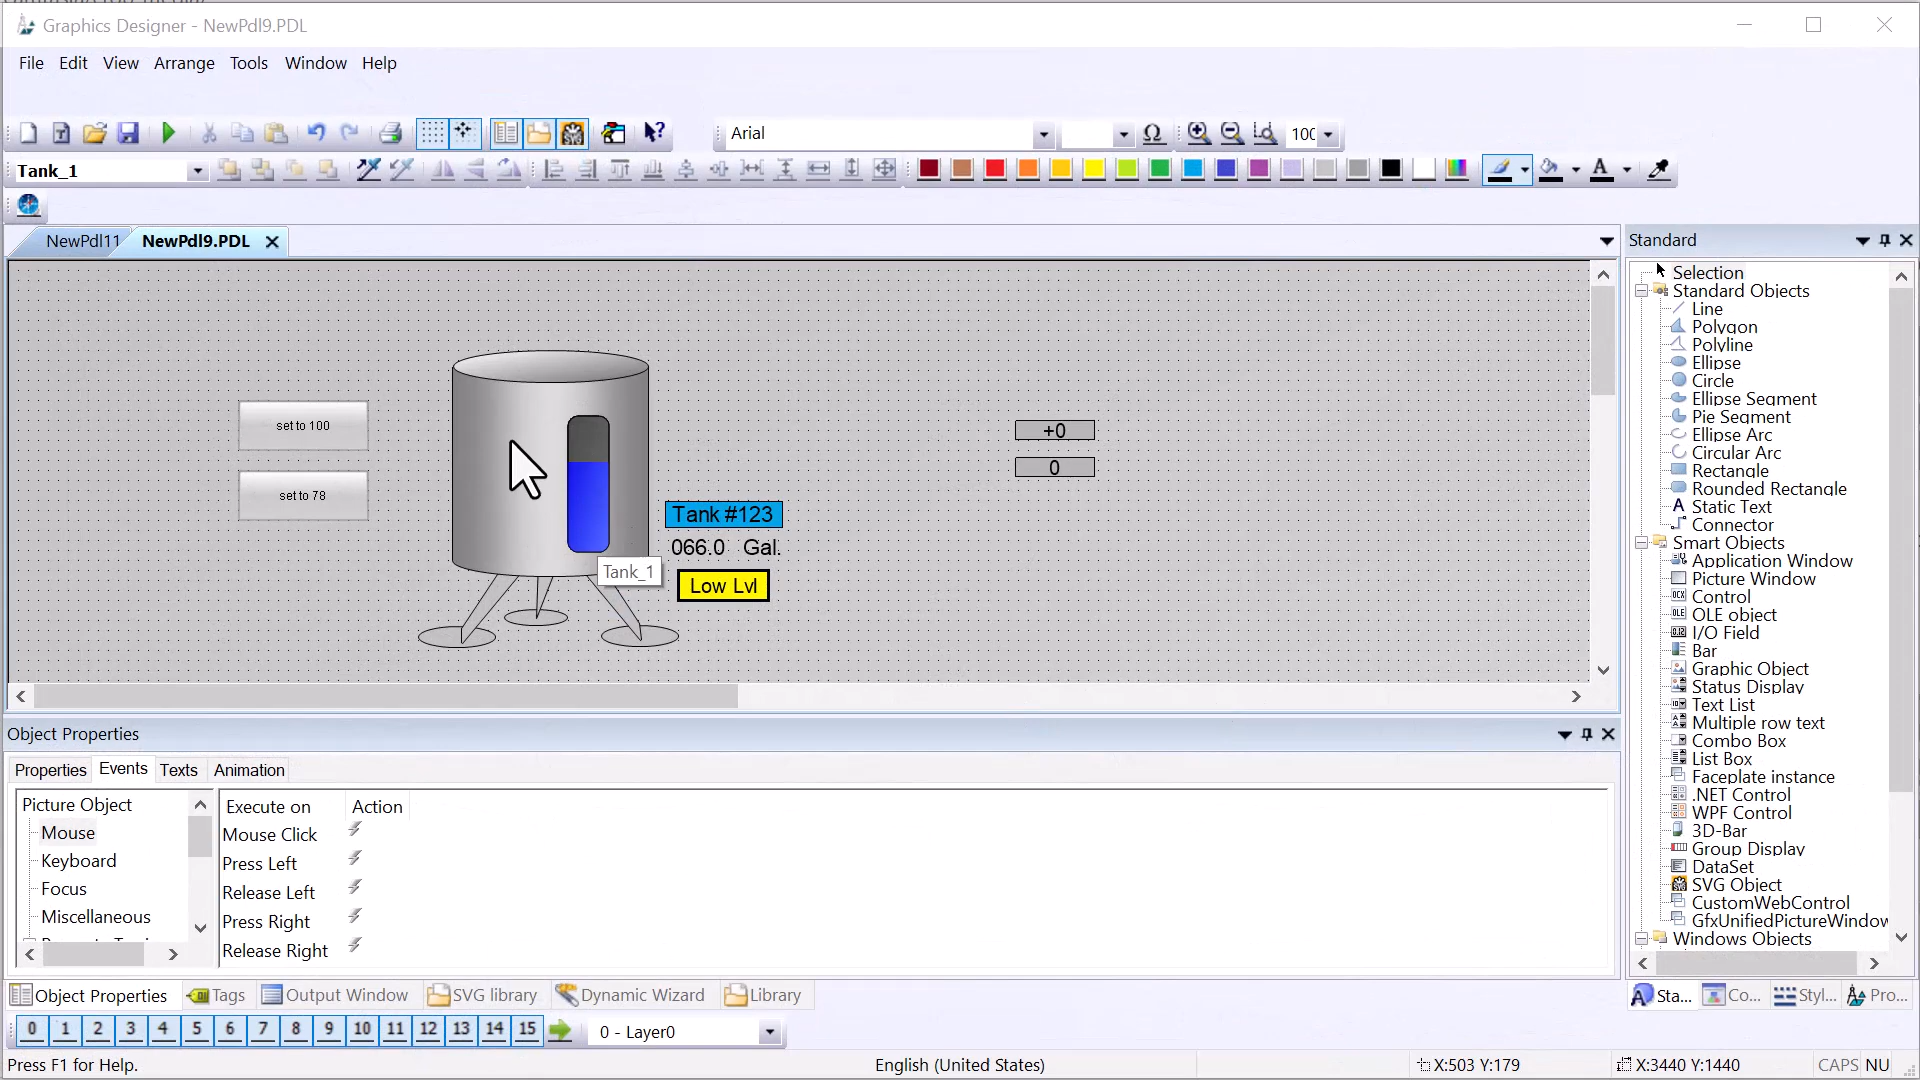 Graphics Designer - NewPdl9.PDL
File Edit View Arrange Tools Window Help
Arial
100
Tank_1
NewPdl11
NewPdl9.PDL
Standard
set to 100
set to 78
Tank #123
066.0 Gal.
Tank_1
Low Lvl
+0
0
Selection
Standard Objects
Line
Polygon
Polyline
Ellipse
Circle
Ellipse Segment
Pie Segment
Ellipse Arc
Circular Arc
Rectangle
Rounded Rectangle
Static Text
Connector
Smart Objects
Application Window
Picture Window
Control
OLE object
I/O Field
Bar
Graphic Object
Status Display
Text List
Multiple row text
Combo Box
List Box
Faceplate instance
.NET Control
WPF Control
3D-Bar
Group Display
DataSet
SVG Object
CustomWebControl
GfxUnifiedPictureWindow
Windows Objects
Sta... Co... Styl... Pro...
Object Properties
Properties Events Texts Animation
Picture Object
Mouse
Keyboard
Focus
Miscellaneous
Execute on Action
Mouse Click
Press Left
Release Left
Press Right
Release Right
Object Properties Tags Output Window SVG library Dynamic Wizard Library
0 1 2 3 4 5 6 7 8 9 10 11 12 13 14 15
0 - Layer0
Press F1 for Help.
English (United States)
X:503 Y:179
X:3440 Y:1440
CAPS NU